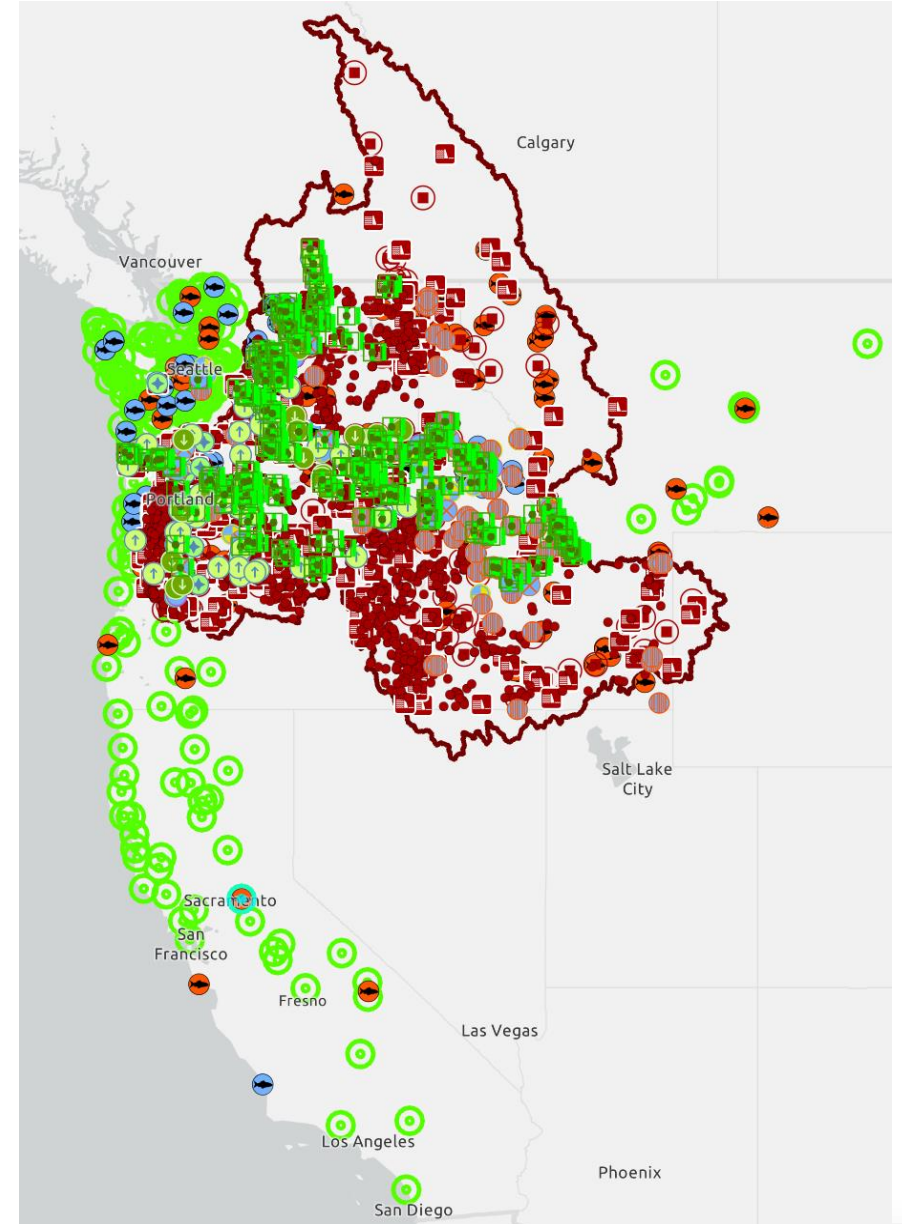 Calgary
Vancouver
Seattle
Portland
Salt Lake
City
Sacramento
San
Francisco
Fresno
Las Vegas
Los Angeles
Phoenix
San Diego